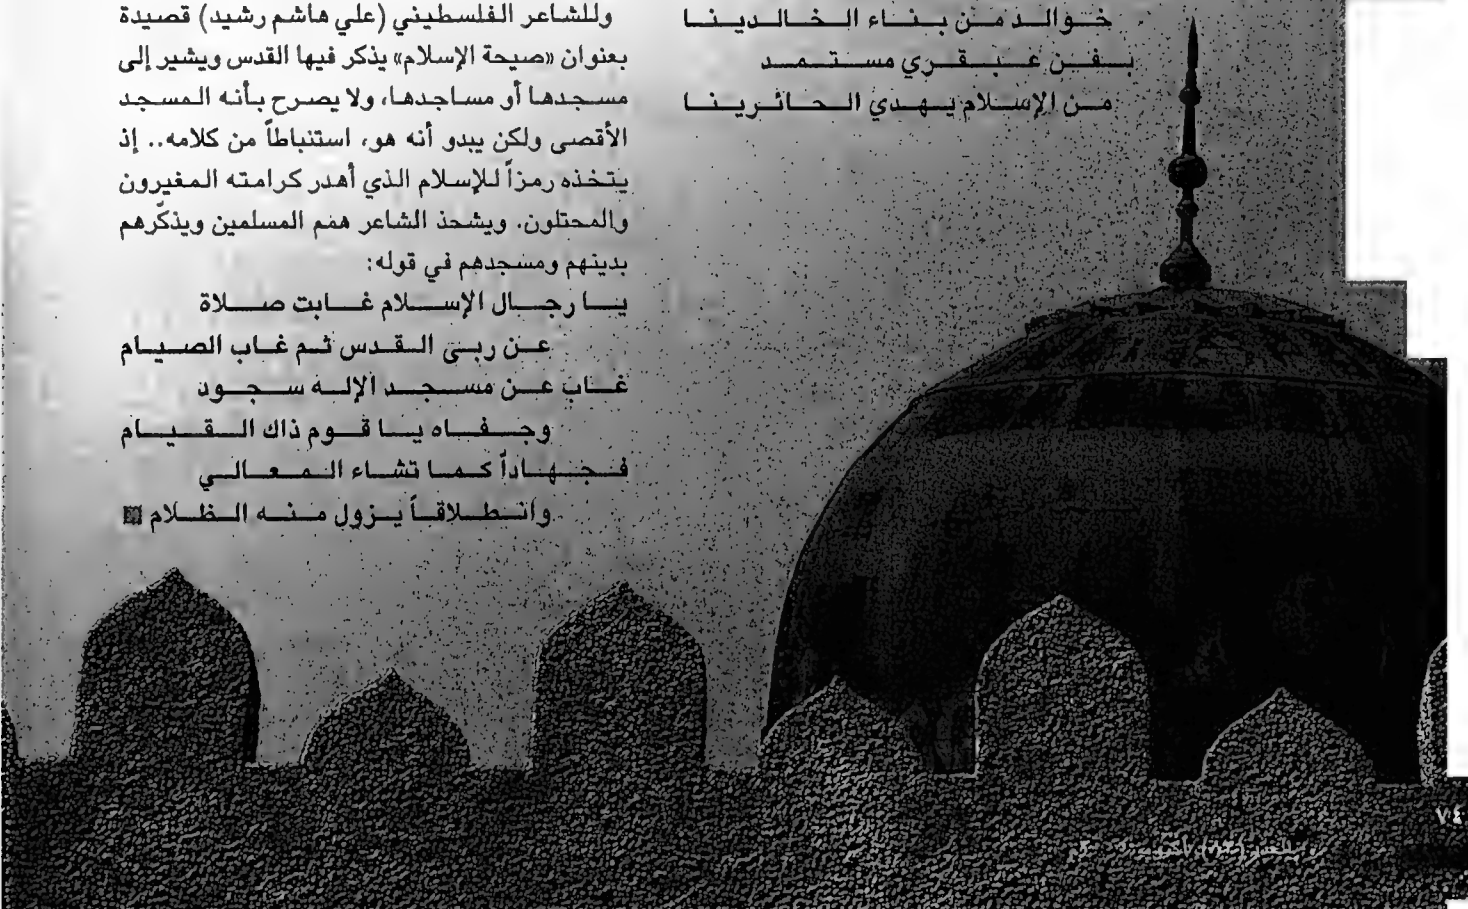 خوالد من بناء الخالدينا
بفن عبقري مستمد
من الإسلام يهدي الحائرينا
وللشاعر الفلسطيني (علي هاشم رشيد) قصيدة
بعنوان «صيحة الإسلام» يذكر فيها القدس ويشير إلى
مسجدها أو مساجدها، ولا يصرح بأنه المسجد
الأقصى ولكن يبدو أنه هو، استنباطاً من كلامه.. إذ
يتخذه رمزاً للإسلام الذي أهدر كرامته المغيرون
والمحتلون. ويشحذ الشاعر همم المسلمين ويذكّرهم
بدينهم ومسجدهم في قوله:
يا رجال الإسلام غابت صلاة
عن ربى القدس ثم غاب الصيام
غاب عن مسجد الإله سجود
وجفاه يا قوم ذاك القيام
فجهاداً كما تشاء المعالي
وانطلاقاً يزول منه الظلام
٧٤